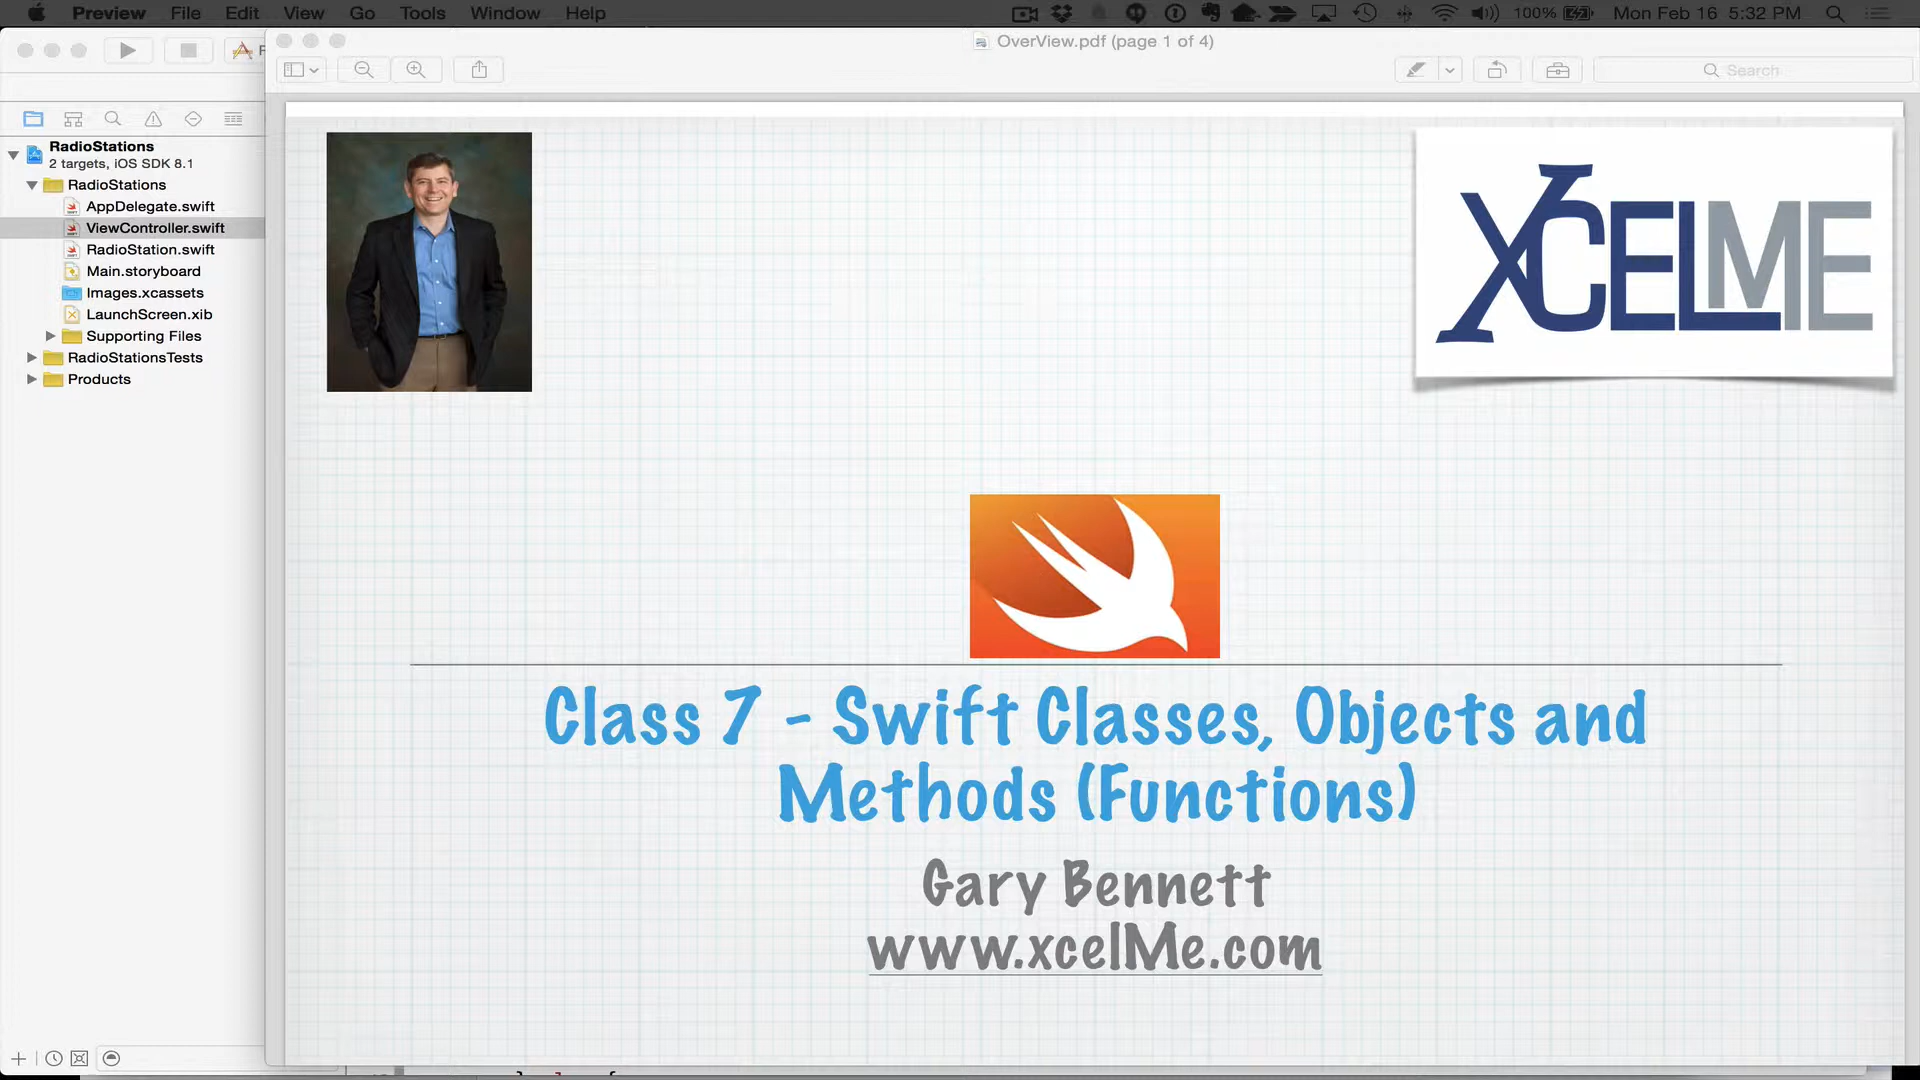 Preview File Edit View Go Tools Window Help 100% Mon Feb 16 5:32 PM
OverView.pdf (page 1 of 4)
Search
RadioStations
2 targets, iOS SDK 8.1
RadioStations
AppDelegate.swift
ViewController.swift
RadioStation.swift
Main.storyboard
Images.xcassets
LaunchScreen.xib
Supporting Files
RadioStationsTests
Products
XCELME
Class 7 - Swift Classes, Objects and
Methods (Functions)
Gary Bennett
www.xcelMe.com